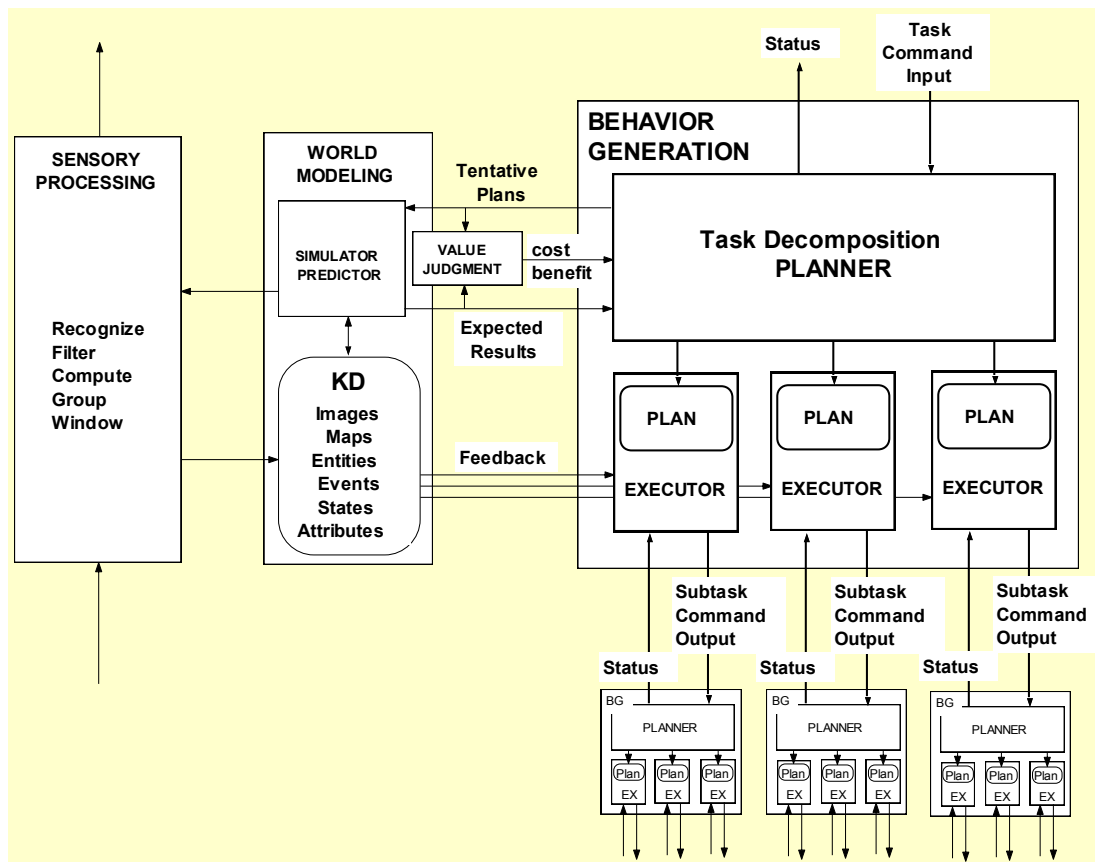 Status
Task
Command
Input
BEHAVIOR
GENERATION
SENSORY
PROCESSING
WORLD
MODELING
Tentative
Plans
Task Decomposition
PLANNER
SIMULATOR
PREDICTOR
VALUE
JUDGMENT
cost
benefit
Expected
Results
Recognize
Filter
Compute
Group
Window
KD
Images
Maps
Entities
Events
States
Attributes
Feedback
PLAN
EXECUTOR
PLAN
EXECUTOR
PLAN
EXECUTOR
Subtask
Command
Output
Subtask
Command
Output
Subtask
Command
Output
Status
Status
Status
BG
PLANNER
Plan
EX
Plan
EX
Plan
EX
BG
PLANNER
Plan
EX
Plan
EX
Plan
EX
BG
PLANNER
Plan
EX
Plan
EX
Plan
EX